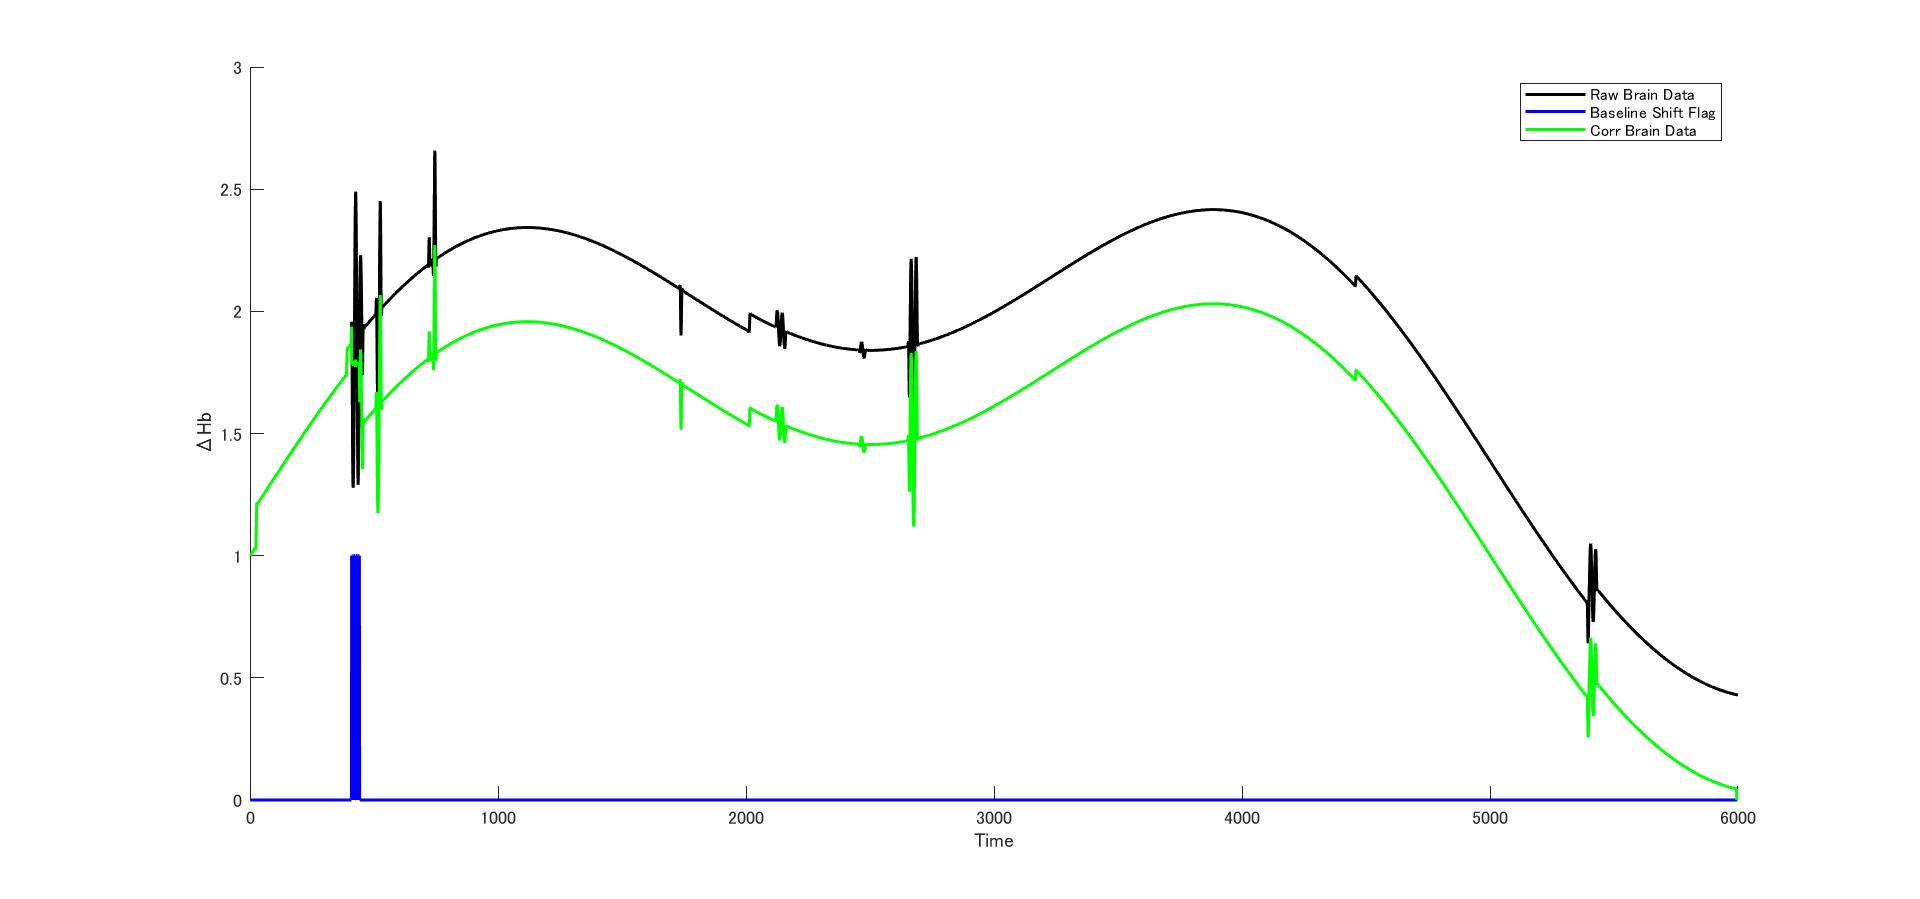 3
2.5
2
1.5
1
0.5
0
Δ Hb
0 1000 2000 3000 4000 5000 6000
Time
Raw Brain Data
Baseline Shift Flag
Corr Brain Data